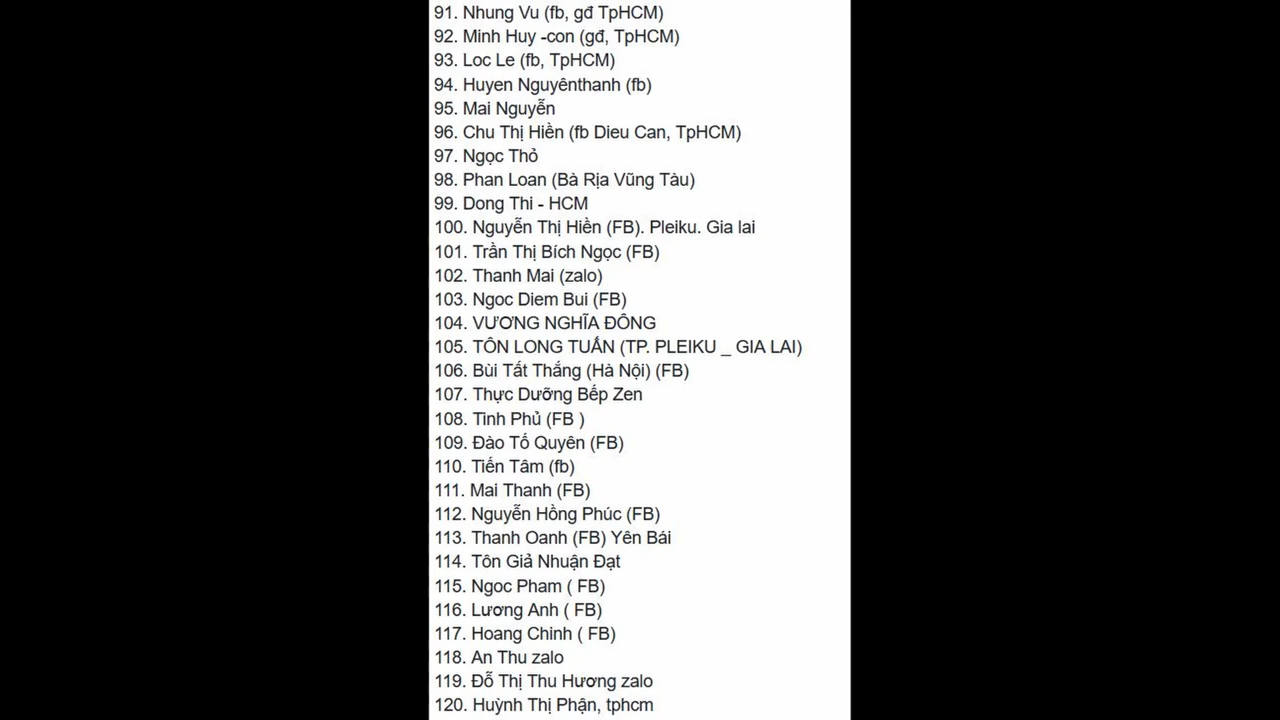 91. Nhung Vu (fb, gđ TpHCM)
92. Minh Huy -con (gđ, TpHCM)
93. Loc Le (fb, TpHCM)
94. Huyen Nguyênthanh (fb)
95. Mai Nguyễn
96. Chu Thị Hiền (fb Dieu Can, TpHCM)
97. Ngọc Thỏ
98. Phan Loan (Bà Rịa Vũng Tàu)
99. Dong Thi - HCM
100. Nguyễn Thị Hiền (FB). Pleiku. Gia lai
101. Trần Thị Bích Ngọc (FB)
102. Thanh Mai (zalo)
103. Ngoc Diem Bui (FB)
104. VƯƠNG NGHĨA ĐÔNG
105. TÔN LONG TUẤN (TP. PLEIKU _ GIA LAI)
106. Bùi Tất Thắng (Hà Nội) (FB)
107. Thực Dưỡng Bếp Zen
108. Tinh Phủ (FB )
109. Đào Tố Quyên (FB)
110. Tiến Tâm (fb)
111. Mai Thanh (FB)
112. Nguyễn Hồng Phúc (FB)
113. Thanh Oanh (FB) Yên Bái
114. Tôn Giả Nhuận Đạt
115. Ngoc Pham ( FB)
116. Lương Anh ( FB)
117. Hoang Chinh ( FB)
118. An Thu zalo
119. Đỗ Thị Thu Hương zalo
120. Huỳnh Thị Phận, tphcm